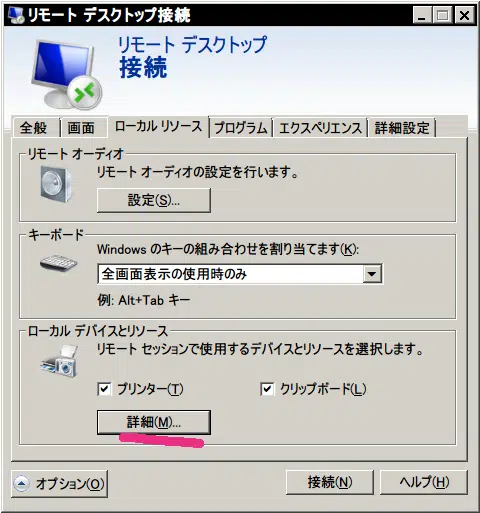 リモート デスクトップ接続
リモート デスクトップ
接続
全般 画面 ローカル リソース プログラム エクスペリエンス 詳細設定
リモート オーディオ
リモート オーディオの設定を行います。
設定(S)...
キーボード
Windows のキーの組み合わせを割り当てます(K):
全画面表示の使用時のみ
例: Alt+Tab キー
ローカル デバイスとリソース
リモート セッションで使用するデバイスとリソースを選択します。
プリンター(T) クリップボード(L)
詳細(M)...
オプション(O) 接続(N) ヘルプ(H)